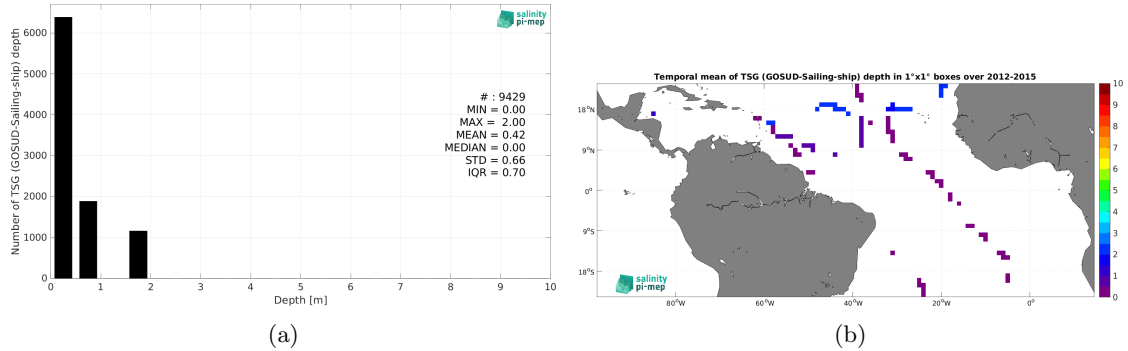 Number of TSG (GOSUD-Sailing-ship) depth
6000
5000
4000
3000
2000
1000
0
0 1 2 3 4 5 6 7 8 9 10
Depth [m]
salinity
pi-mep
# : 9429
MIN = 0.00
MAX = 2.00
MEAN = 0.42
MEDIAN = 0.00
STD = 0.66
IQR = 0.70
(a)
Temporal mean of TSG (GOSUD-Sailing-ship) depth in 1°x1° boxes over 2012-2015
18°N
9°N
0°
9°S
18°S
80°W 60°W 40°W 20°W 0°
salinity
pi-mep
10
9
8
7
6
5
4
3
2
1
0
(b)